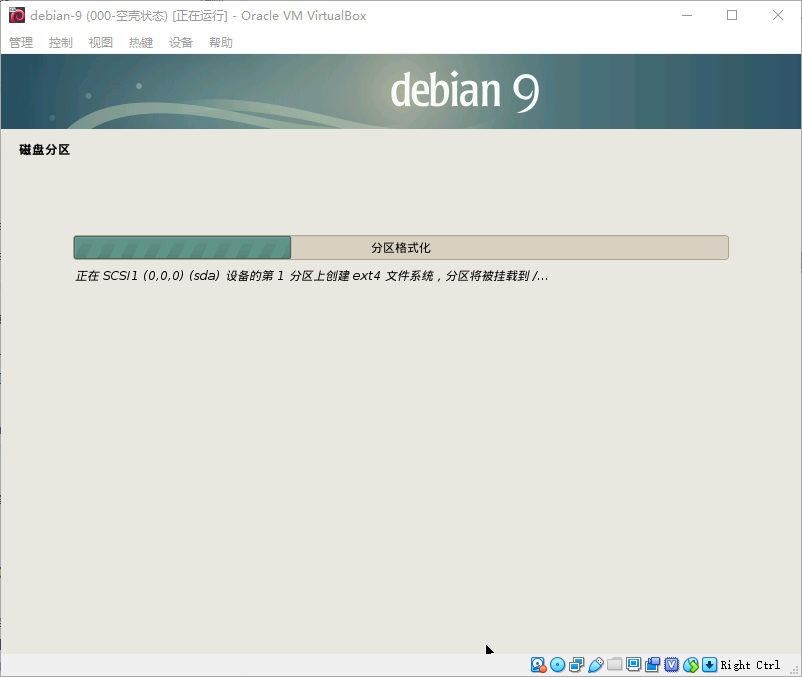 debian-9 (000-空壳状态) [正在运行] - Oracle VM VirtualBox
管理 控制 视图 热键 设备 帮助
debian 9
磁盘分区
分区格式化
正在 SCSI1 (0,0,0) (sda) 设备的第 1 分区上创建 ext4 文件系统，分区将被挂载到 /...
Right Ctrl